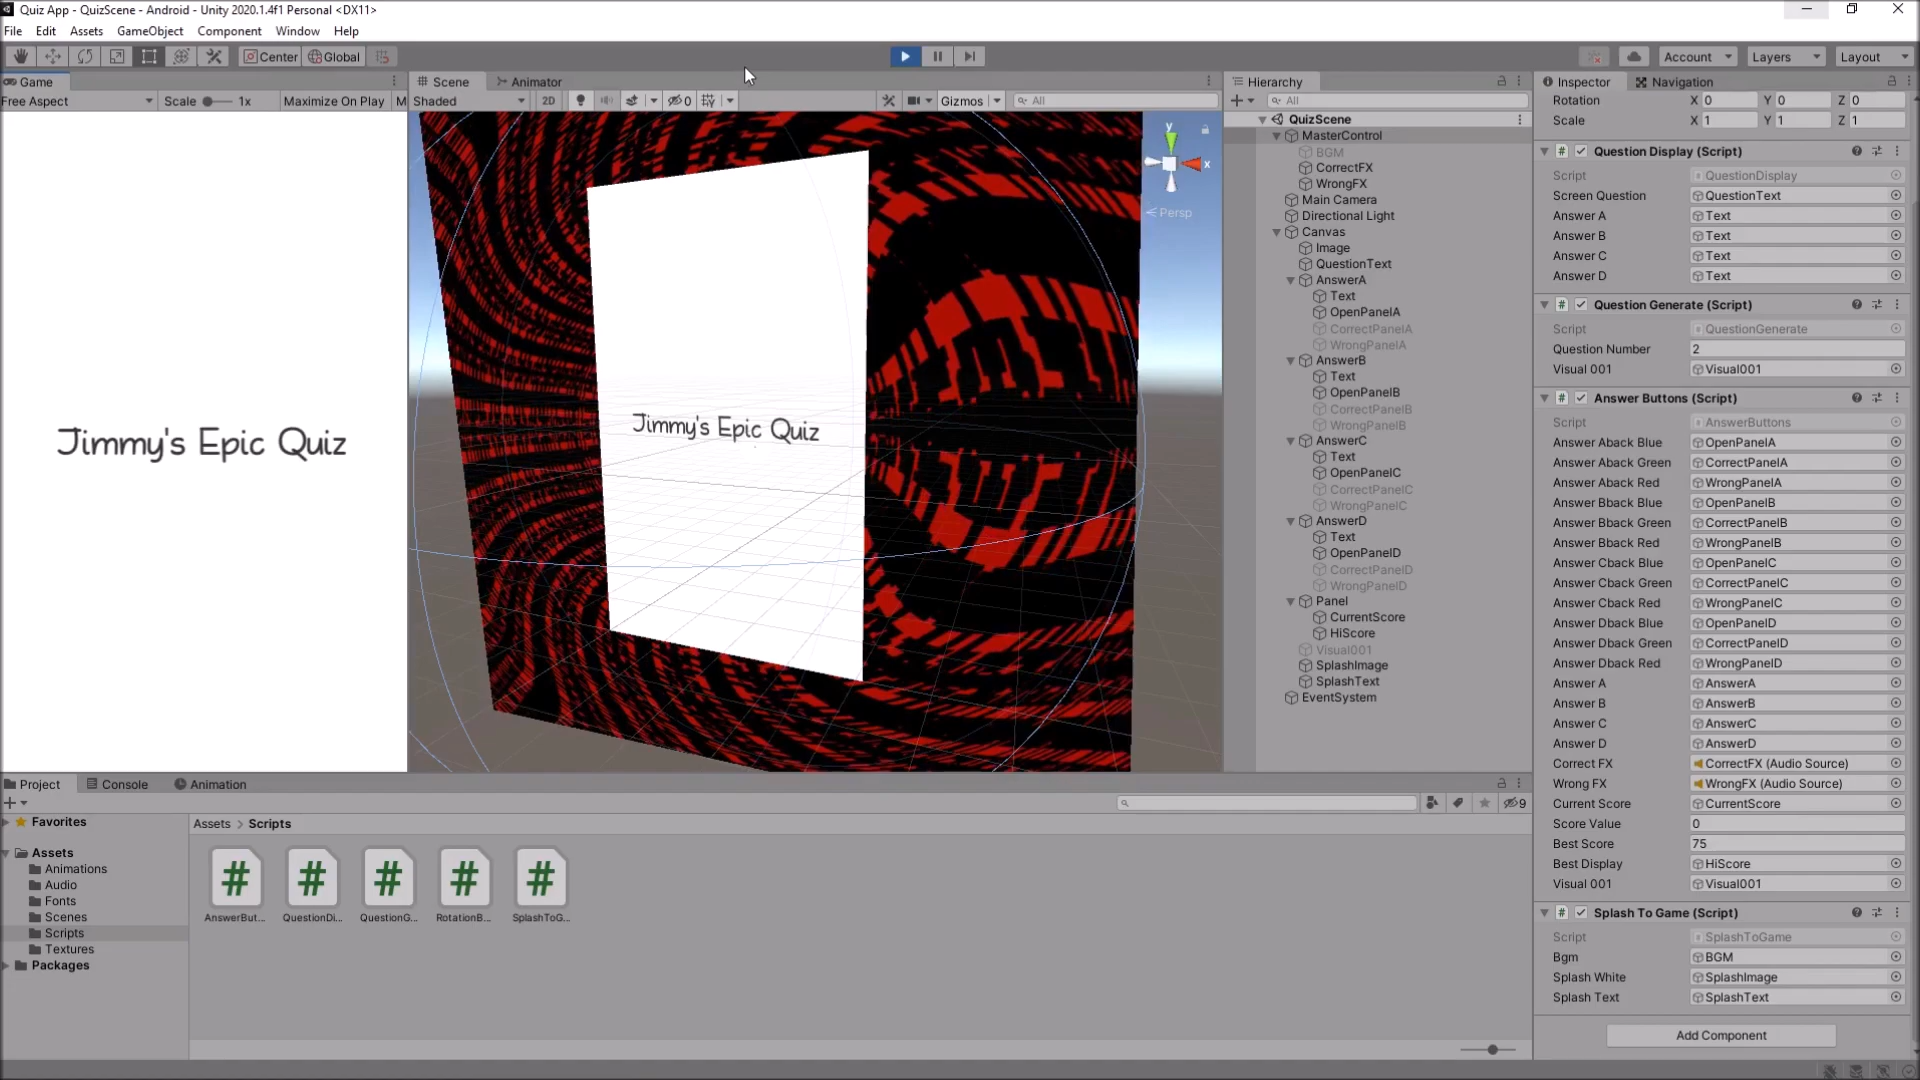 Quiz App - QuizScene - Android - Unity 2020.1.4f1 Personal <DX11>
File Edit Assets GameObject Component Window Help
Center Global
Account Layers Layout
Game
Free Aspect Scale 1x Maximize On Play M
Jimmy's Epic Quiz
Scene Animator
Shaded 2D 0 Gizmos All
y
x
Persp
Jimmy's Epic Quiz
Hierarchy
All
QuizScene
MasterControl
BGM
CorrectFX
WrongFX
Main Camera
Directional Light
Canvas
Image
QuestionText
AnswerA
Text
OpenPanelA
CorrectPanelA
WrongPanelA
AnswerB
Text
OpenPanelB
CorrectPanelB
WrongPanelB
AnswerC
Text
OpenPanelC
CorrectPanelC
WrongPanelC
AnswerD
Text
OpenPanelD
CorrectPanelD
WrongPanelD
Panel
CurrentScore
HiScore
Visual001
SplashImage
SplashText
EventSystem
Inspector Navigation
Rotation X 0 Y 0 Z 0
Scale X 1 Y 1 Z 1
Question Display (Script)
Script QuestionDisplay
Screen Question QuestionText
Answer A Text
Answer B Text
Answer C Text
Answer D Text
Question Generate (Script)
Script QuestionGenerate
Question Number 2
Visual 001 Visual001
Answer Buttons (Script)
Script AnswerButtons
Answer Aback Blue OpenPanelA
Answer Aback Green CorrectPanelA
Answer Aback Red WrongPanelA
Answer Bback Blue OpenPanelB
Answer Bback Green CorrectPanelB
Answer Bback Red WrongPanelB
Answer Cback Blue OpenPanelC
Answer Cback Green CorrectPanelC
Answer Cback Red WrongPanelC
Answer Dback Blue OpenPanelD
Answer Dback Green CorrectPanelD
Answer Dback Red WrongPanelD
Answer A AnswerA
Answer B AnswerB
Answer C AnswerC
Answer D AnswerD
Correct FX CorrectFX (Audio Source)
Wrong FX WrongFX (Audio Source)
Current Score CurrentScore
Score Value 0
Best Score 75
Best Display HiScore
Visual 001 Visual001
Splash To Game (Script)
Script SplashToGame
Bgm BGM
Splash White SplashImage
Splash Text SplashText
Add Component
Project Console Animation
9
Favorites
Assets
Animations
Audio
Fonts
Scenes
Scripts
Textures
Packages
Assets > Scripts
AnswerBut... QuestionDi... QuestionG... RotationB... SplashToG...